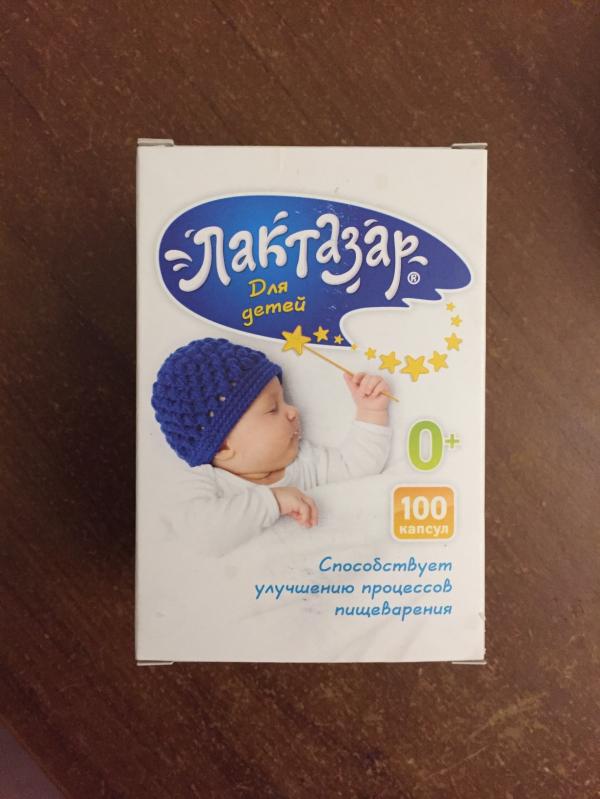 Лактазар®
Для
детей
0+
100
капсул
Способствует
улучшению процессов
пищеварения